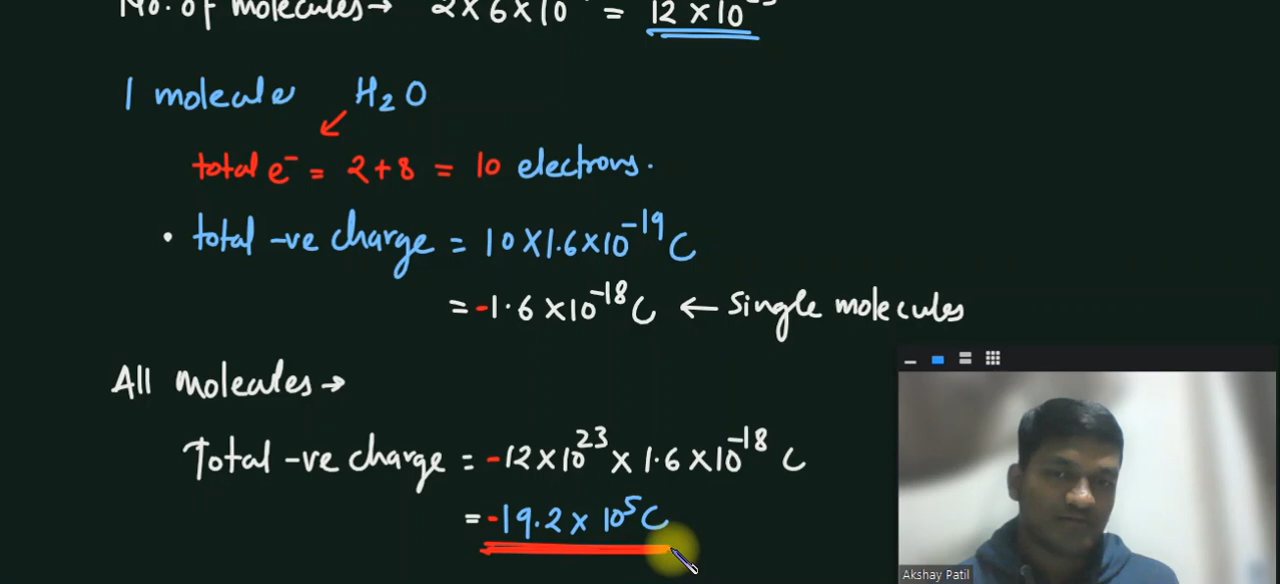 No. of molecules → 2×6×10 = 12×10
1 molecule H₂O
total e⁻ = 2+8 = 10 electrons.
• total -ve charge = 10×1.6×10⁻¹⁹ C
= -1.6×10⁻¹⁸ C ← Single molecules
All molecules →
Total -ve charge = -12×10²³ × 1.6×10⁻¹⁸ C
= -19.2 × 10⁵ C
Akshay Patil